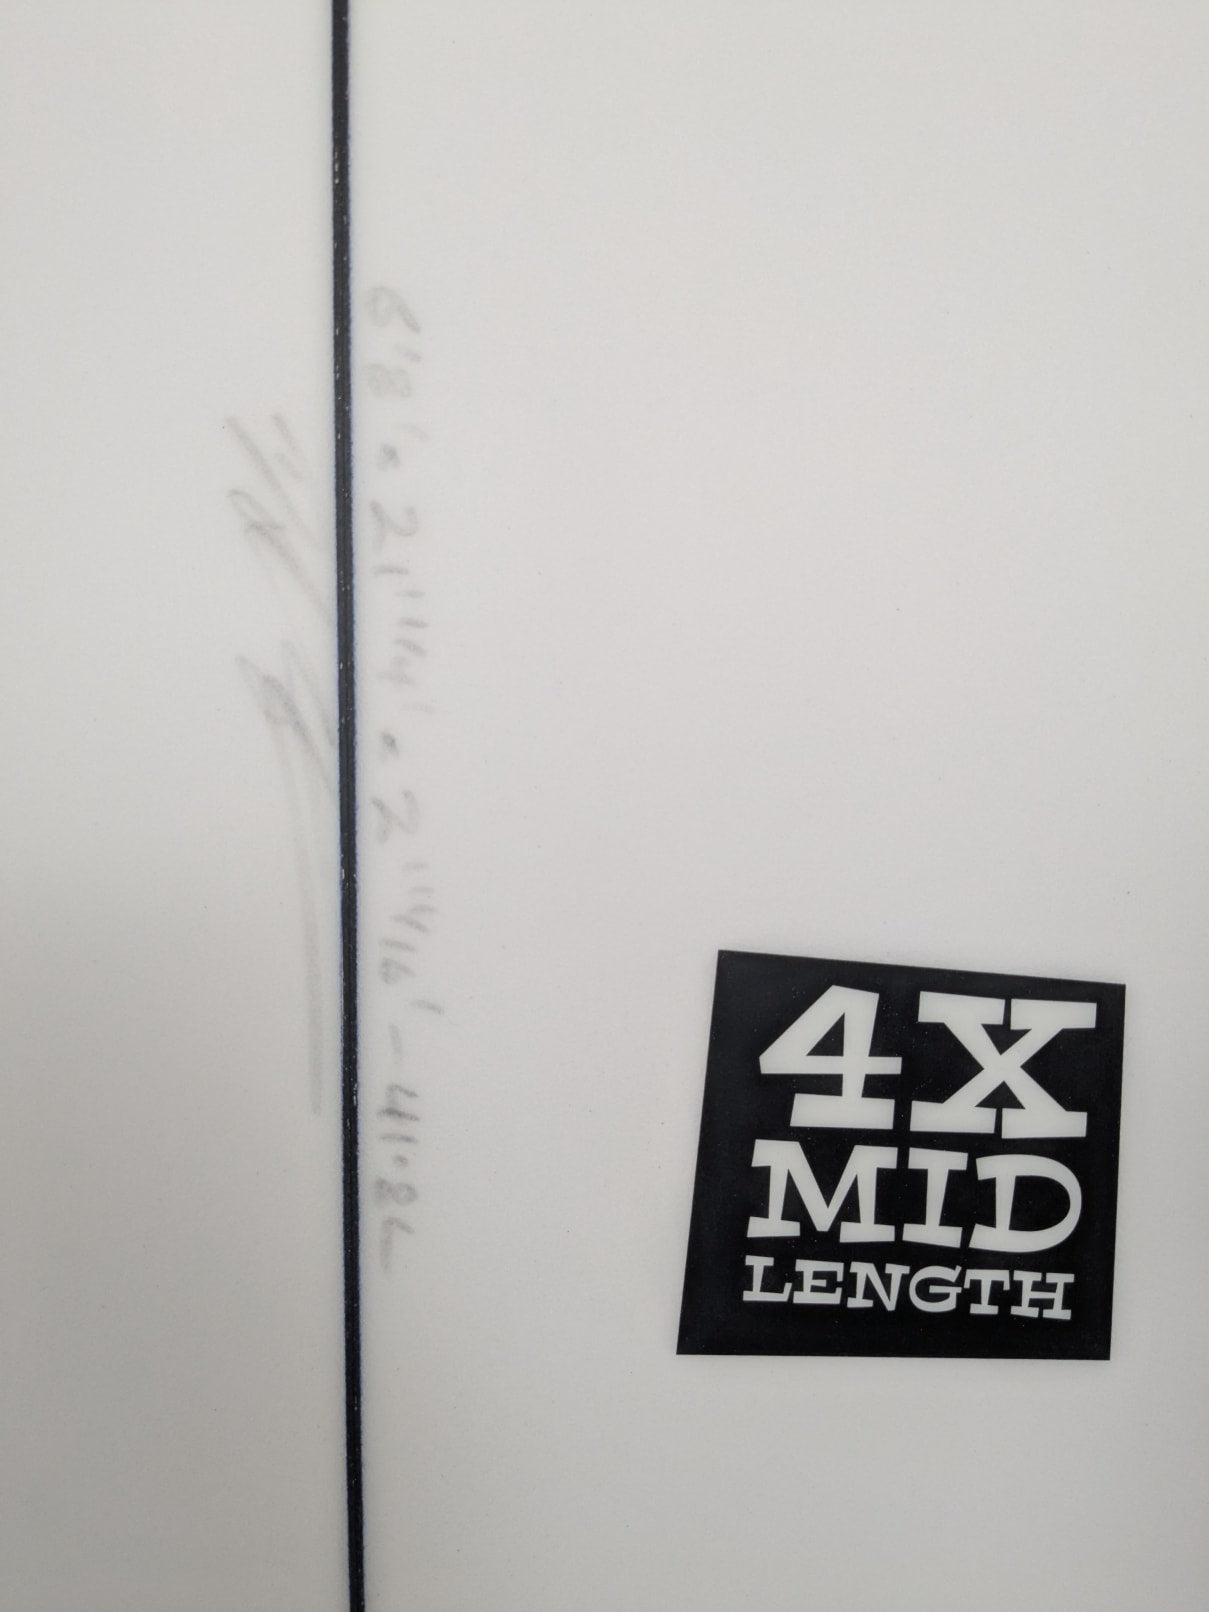 6'8" x 21 1/4" x 2 11/16" - 41.8L
4X
MID
LENGTH